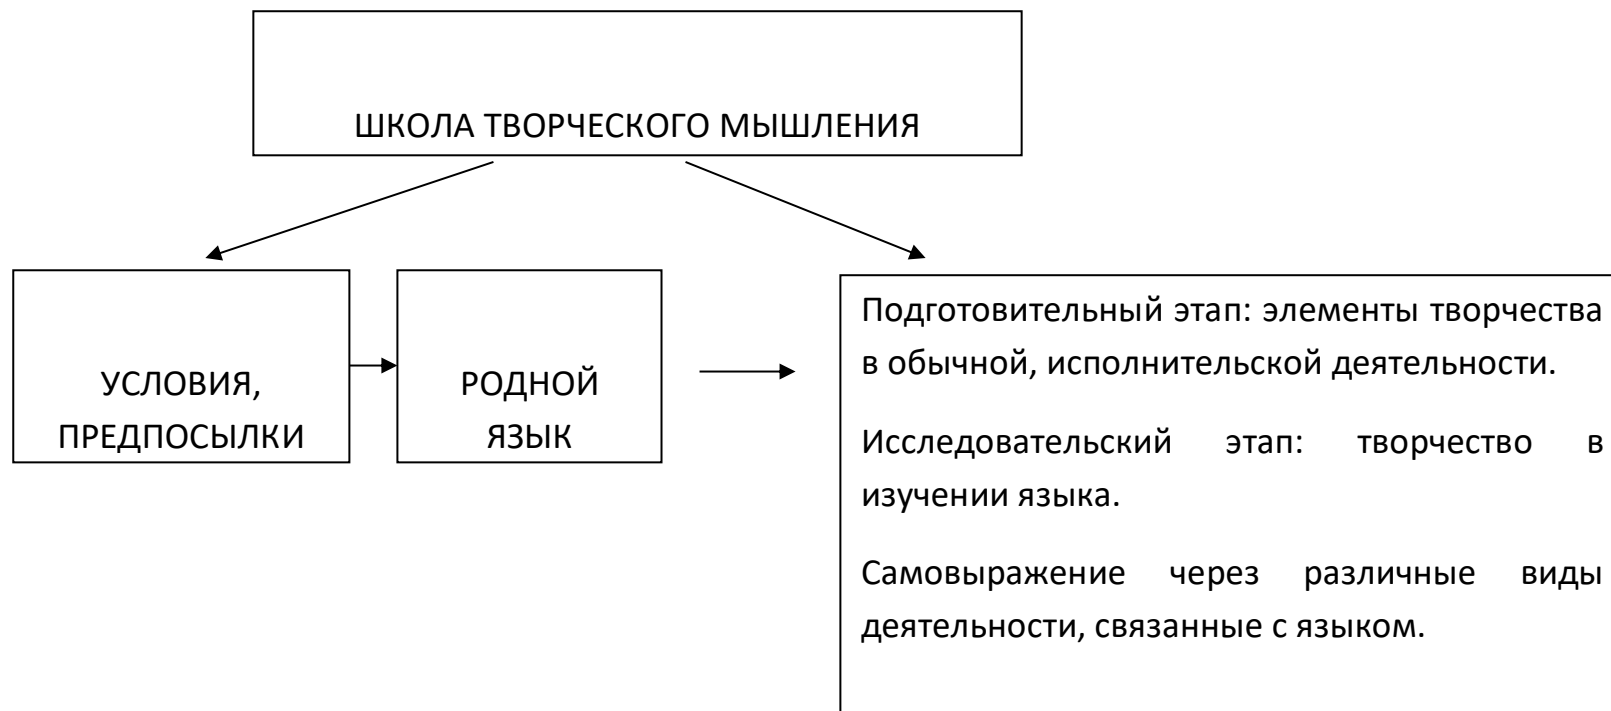 ШКОЛА ТВОРЧЕСКОГО МЫШЛЕНИЯ
УСЛОВИЯ,
ПРЕДПОСЫЛКИ
РОДНОЙ
ЯЗЫК
Подготовительный этап: элементы творчества
в обычной, исполнительской деятельности.
Исследовательский этап: творчество в
изучении языка.
Самовыражение через различные виды
деятельности, связанные с языком.